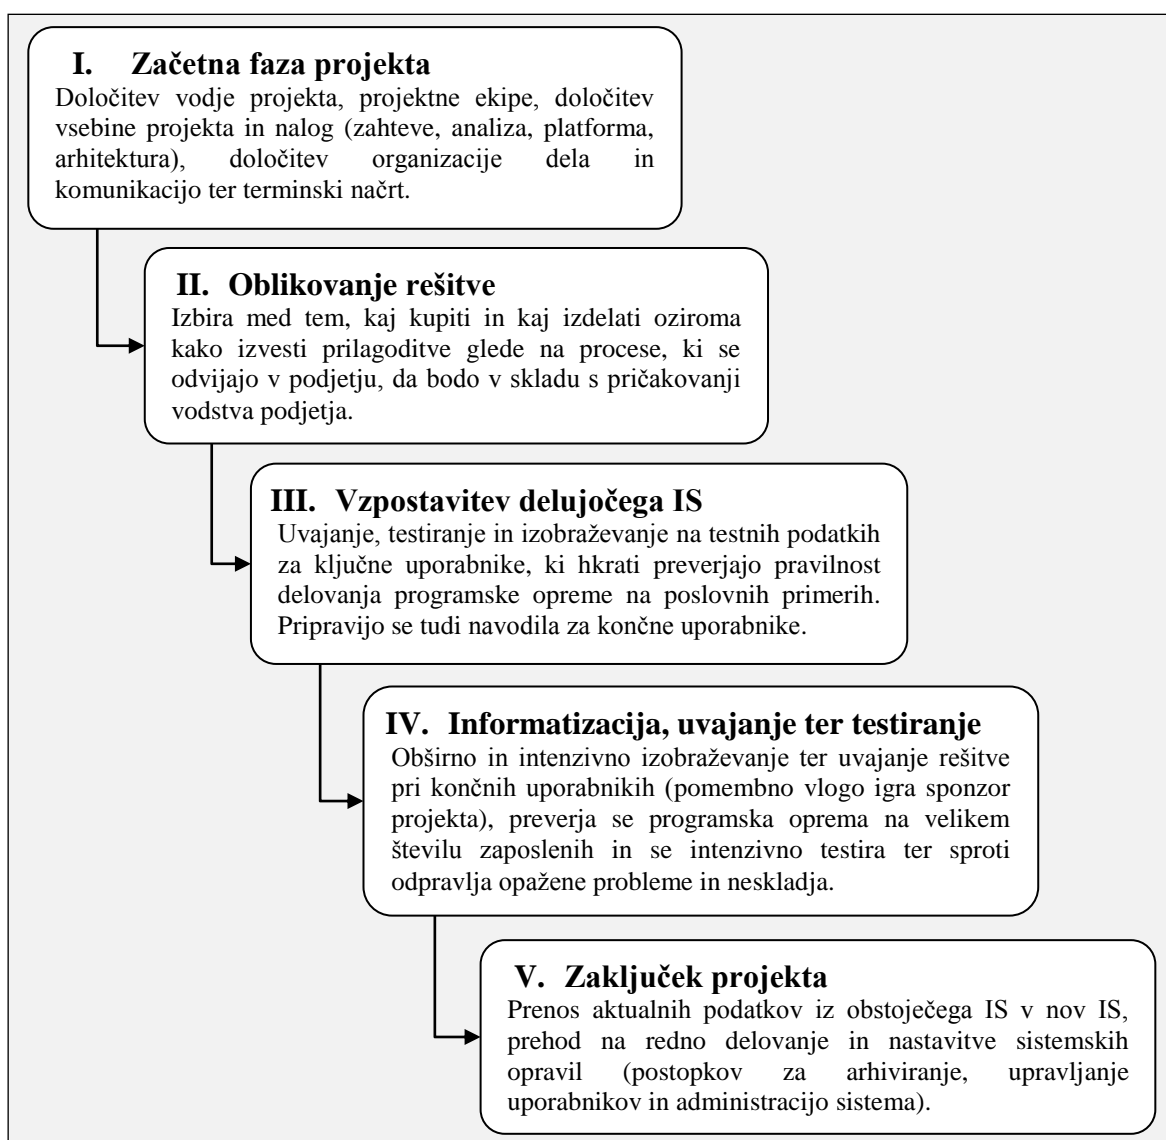 I. Začetna faza projekta
Določitev vodje projekta, projektne ekipe, določitev
vsebine projekta in nalog (zahteve, analiza, platforma,
arhitektura), določitev organizacije dela in
komunikacijo ter terminski načrt.
II. Oblikovanje rešitve
Izbira med tem, kaj kupiti in kaj izdelati oziroma
kako izvesti prilagoditve glede na procese, ki se
odvijajo v podjetju, da bodo v skladu s pričakovanji
vodstva podjetja.
III. Vzpostavitev delujočega IS
Uvajanje, testiranje in izobraževanje na testnih podatkih
za ključne uporabnike, ki hkrati preverjajo pravilnost
delovanja programske opreme na poslovnih primerih.
Pripravijo se tudi navodila za končne uporabnike.
IV. Informatizacija, uvajanje ter testiranje
Obširno in intenzivno izobraževanje ter uvajanje rešitve
pri končnih uporabnikih (pomembno vlogo igra sponzor
projekta), preverja se programska oprema na velikem
številu zaposlenih in se intenzivno testira ter sproti
odpravlja opažene probleme in neskladja.
V. Zaključek projekta
Prenos aktualnih podatkov iz obstoječega IS v nov IS,
prehod na redno delovanje in nastavitve sistemskih
opravil (postopkov za arhiviranje, upravljanje
uporabnikov in administracijo sistema).